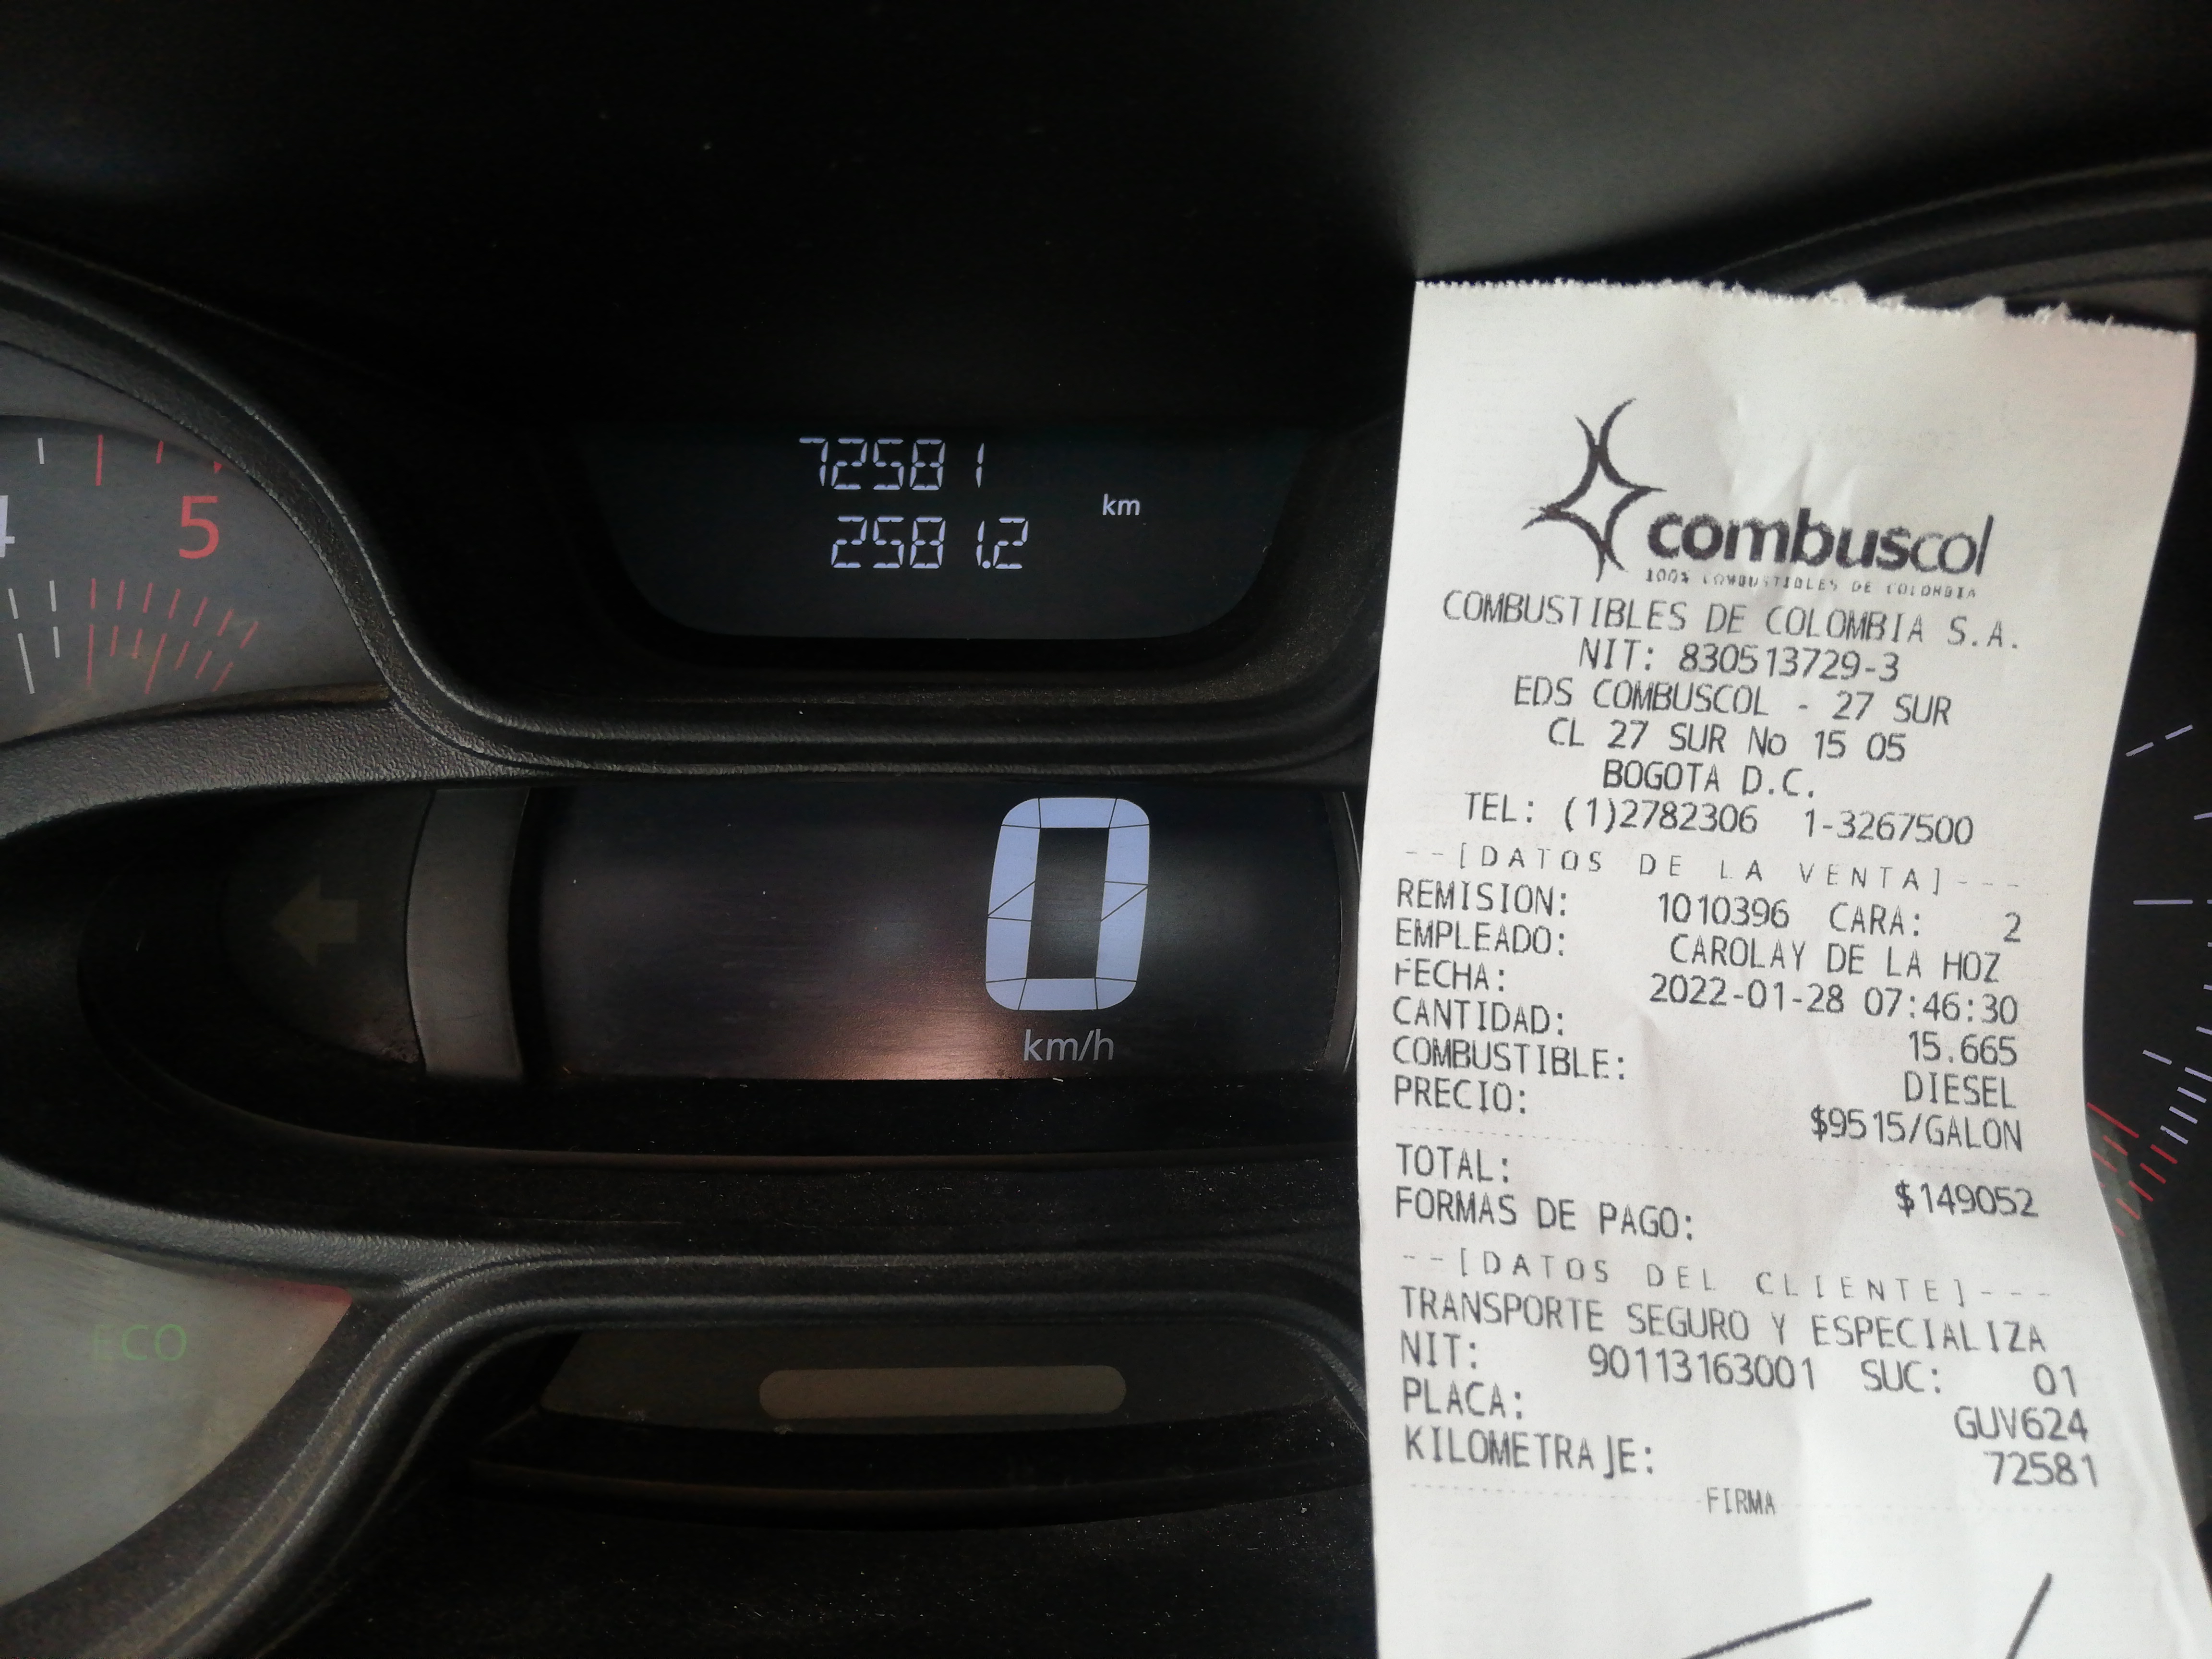 4
5
72581
km
2581.2
0
km/h
ECO
combuscol
100% COMBUSTIBLES DE COLOMBIA
COMBUSTIBLES DE COLOMBIA S.A.
NIT: 830513729-3
EDS COMBUSCOL - 27 SUR
CL 27 SUR No 15 05
BOGOTA D.C.
TEL: (1)2782306 1-3267500
--[DATOS DE LA VENTA]---
REMISION: 1010396 CARA: 2
EMPLEADO: CAROLAY DE LA HOZ
FECHA: 2022-01-28 07:46:30
CANTIDAD: 15.665
COMBUSTIBLE: DIESEL
PRECIO: $9515/GALON
TOTAL: $149052
FORMAS DE PAGO:
--[DATOS DEL CLIENTE]---
TRANSPORTE SEGURO Y ESPECIALIZA
NIT: 90113163001 SUC: 01
PLACA: GUV624
KILOMETRAJE: 72581
FIRMA